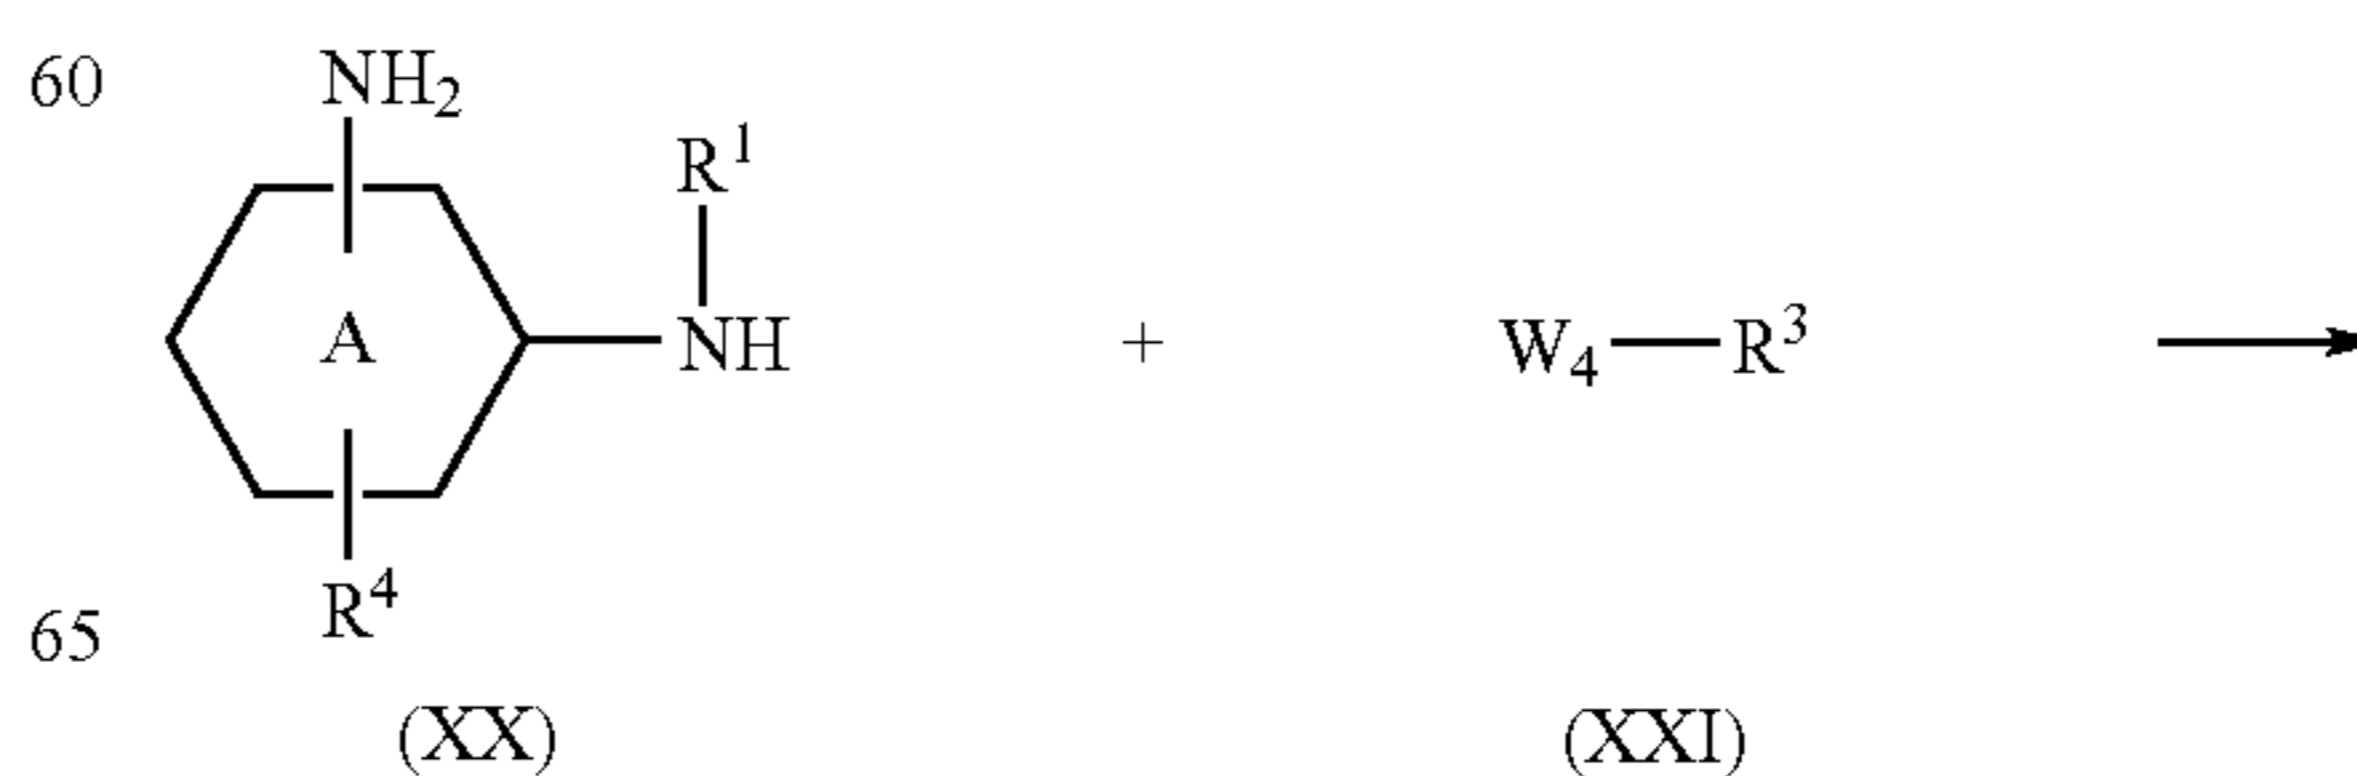 60 NH2
R1
A NH + W4—R3
R4
65
(XX) (XXI)